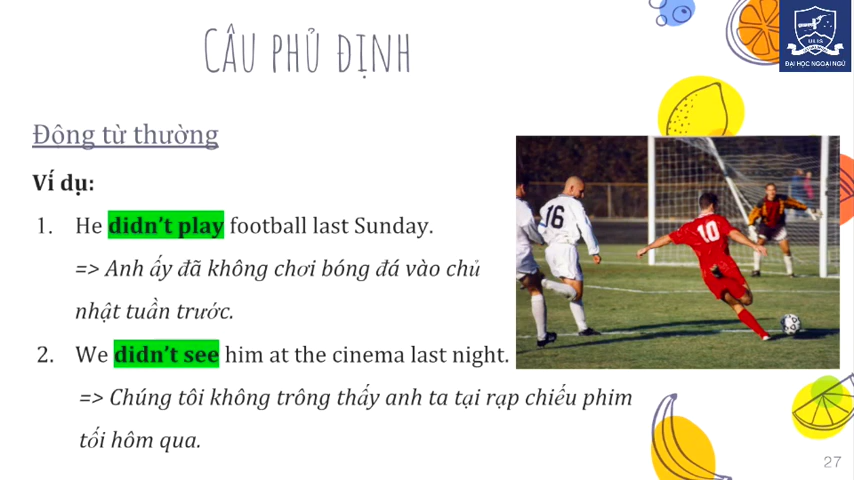 CÂU PHỦ ĐỊNH
ULIS
ĐẠI HỌC NGOẠI NGỮ
Động từ thường
Ví dụ:
1. He didn't play football last Sunday.
=> Anh ấy đã không chơi bóng đá vào chủ
nhật tuần trước.
16
10
2. We didn't see him at the cinema last night.
=> Chúng tôi không trông thấy anh ta tại rạp chiếu phim
tối hôm qua.
27